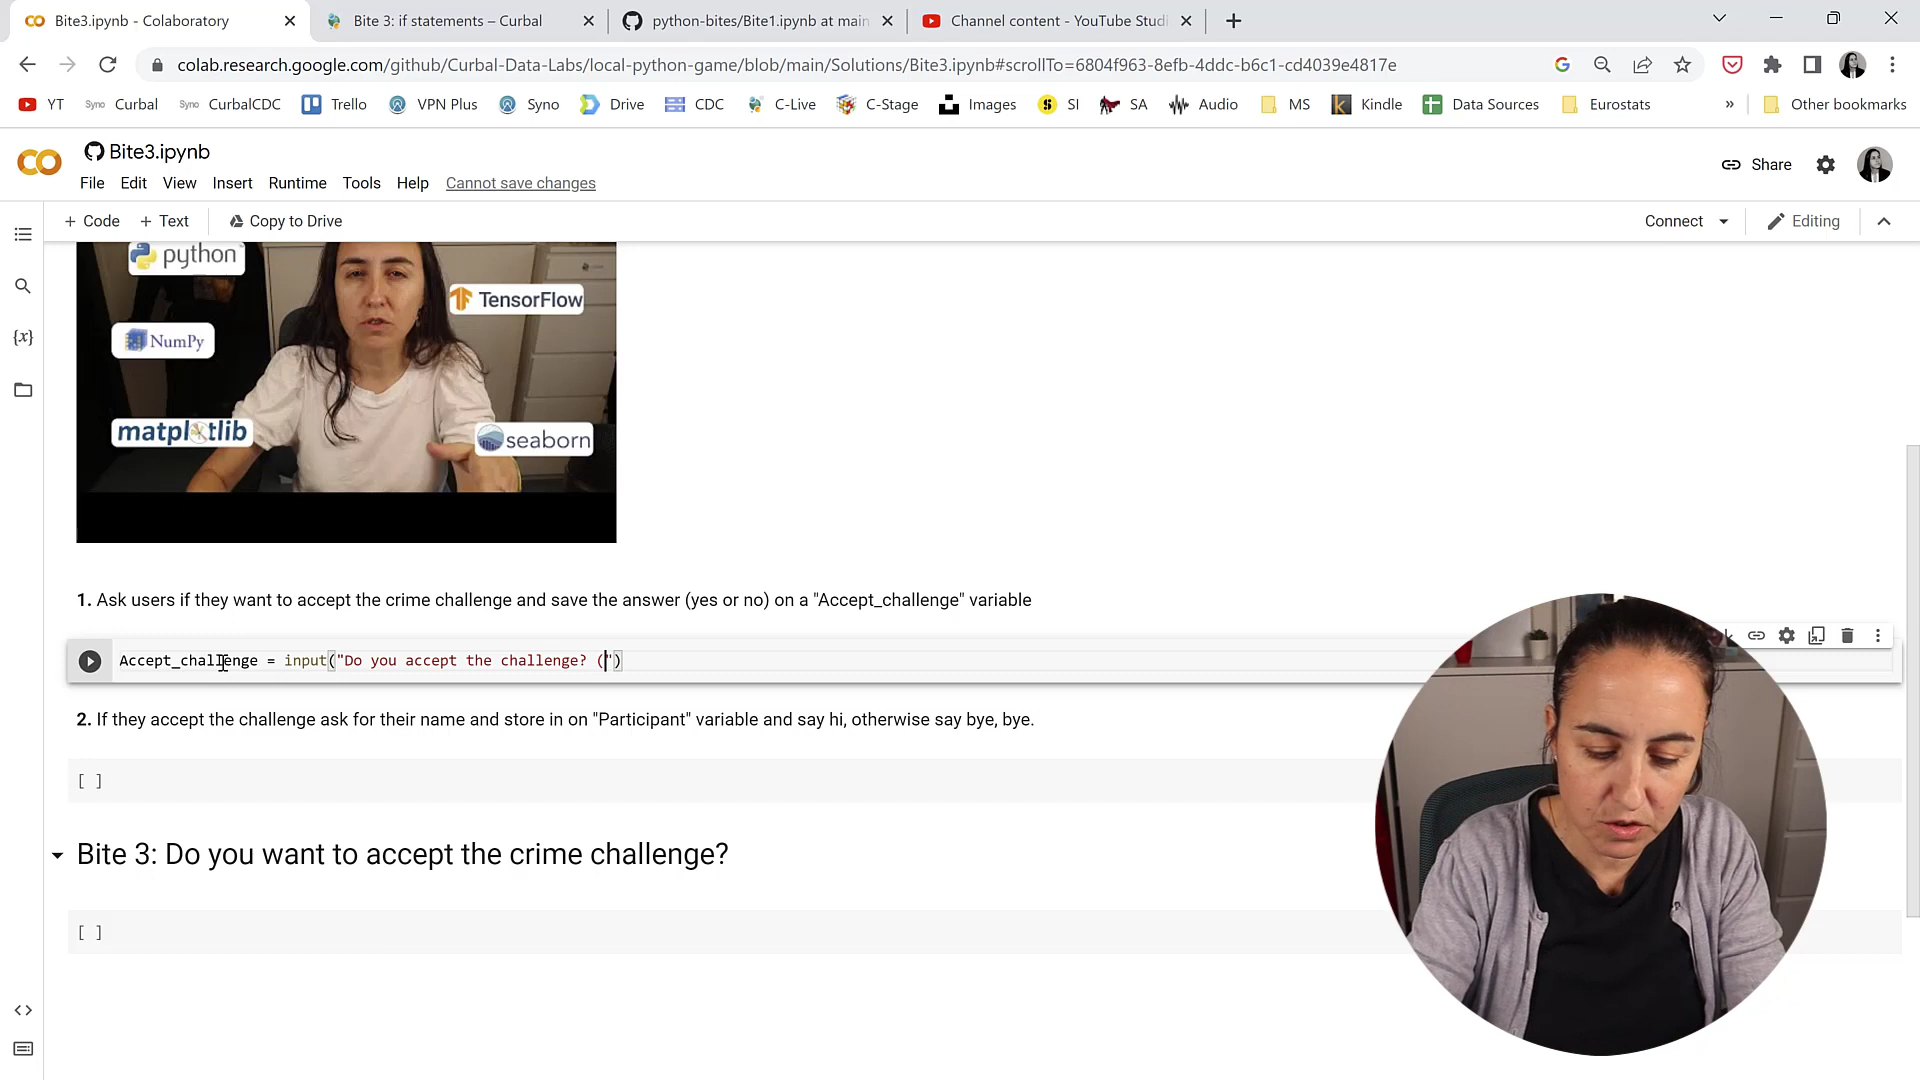 Bite3.ipynb - Colaboratory
Bite 3: if statements – Curbal
python-bites/Bite1.ipynb at main
Channel content - YouTube Studi
colab.research.google.com/github/Curbal-Data-Labs/local-python-game/blob/main/Solutions/Bite3.ipynb#scrollTo=6804f963-8efb-4ddc-b6c1-cd4039e4817e
YT Syno Curbal Syno CurbalCDC Trello VPN Plus Syno Drive CDC C-Live C-Stage Images SI SA Audio MS Kindle Data Sources Eurostats » Other bookmarks
CO Bite3.ipynb
Share
File Edit View Insert Runtime Tools Help Cannot save changes
+ Code + Text Copy to Drive
Connect Editing
python
TensorFlow
NumPy
matplotlib
seaborn
1. Ask users if they want to accept the crime challenge and save the answer (yes or no) on a "Accept_challenge" variable
Accept_challenge = input("Do you accept the challenge? (")
2. If they accept the challenge ask for their name and store in on "Participant" variable and say hi, otherwise say bye, bye.
[ ]
Bite 3: Do you want to accept the crime challenge?
[ ]